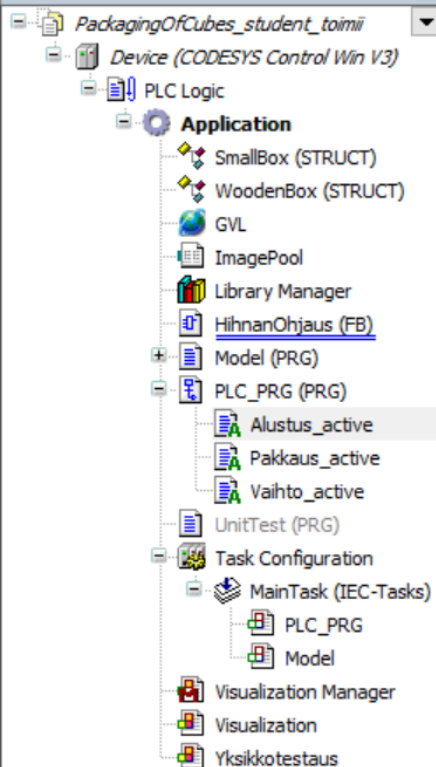 PackagingOfCubes_student_toimii
Device (CODESYS Control Win V3)
PLC Logic
Application
SmallBox (STRUCT)
WoodenBox (STRUCT)
GVL
ImagePool
Library Manager
HihnanOhjaus (FB)
Model (PRG)
PLC_PRG (PRG)
Alustus_active
Pakkaus_active
Vaihto_active
UnitTest (PRG)
Task Configuration
MainTask (IEC-Tasks)
PLC_PRG
Model
Visualization Manager
Visualization
Yksikkotestaus